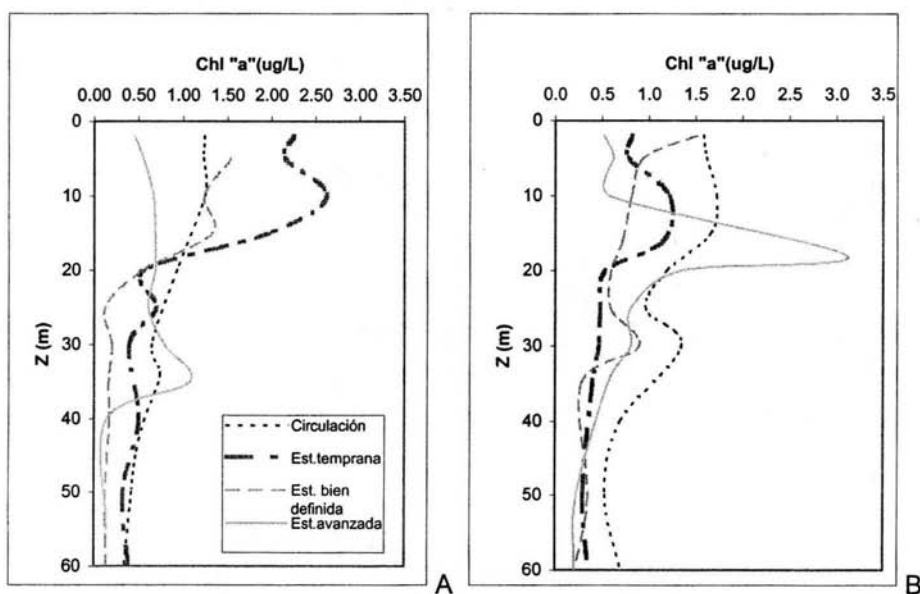 Chl "a"(ug/L)
0.00 0.50 1.00 1.50 2.00 2.50 3.00 3.50
0
10
20
30
40
50
60
Z (m)
Circulación
Est.temprana
Est. bien
definida
Est.avanzada
A
Chl "a"(ug/L)
0.0 0.5 1.0 1.5 2.0 2.5 3.0 3.5
0
10
20
30
40
50
60
Z (m)
B